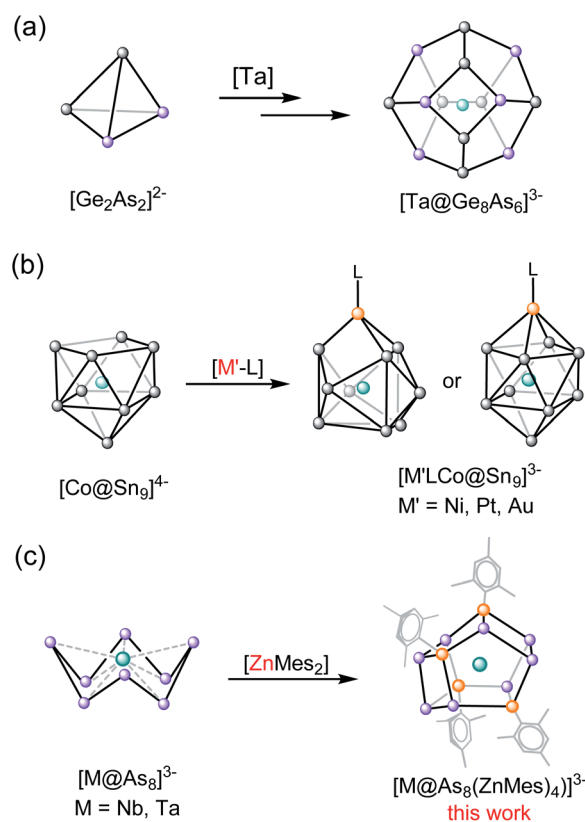 (a)
[Ta]
[Ge₂As₂]²⁻
[Ta@Ge₈As₆]³⁻
(b)
L
L
[M'-L]
or
[Co@Sn₉]⁴⁻
[M'LCo@Sn₉]³⁻
M' = Ni, Pt, Au
(c)
[ZnMes₂]
[M@As₈]³⁻
M = Nb, Ta
[M@As₈(ZnMes)₄)]³⁻
this work